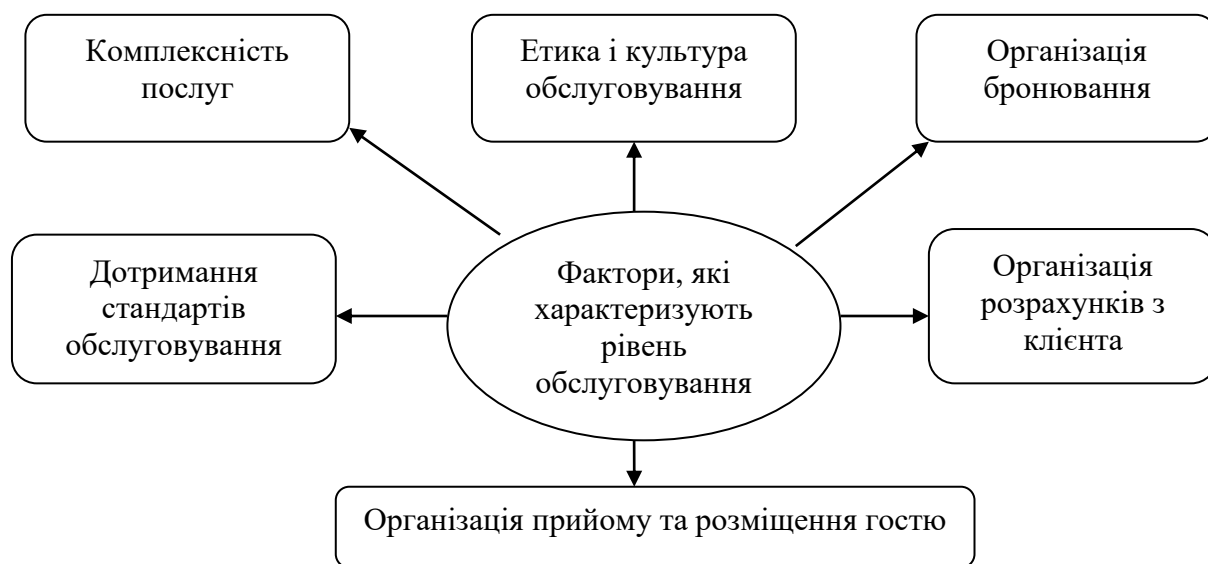 Комплексність
послуг
Етика і культура
обслуговування
Організація
бронювання
Дотримання
стандартів
обслуговування
Фактори, які
характеризують
рівень
обслуговування
Організація
розрахунків з
клієнта
Організація прийому та розміщення гостю